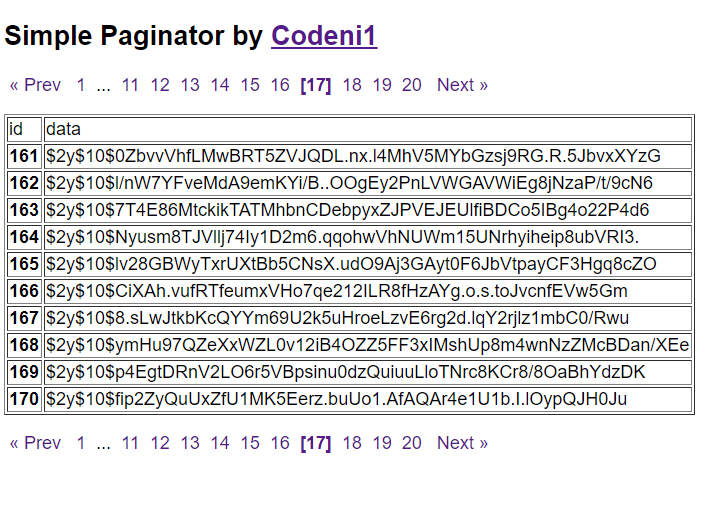 Simple Paginator by Codeni1
« Prev 1 ... 11 12 13 14 15 16 [17] 18 19 20 Next »
id data
161 $2y$10$0ZbvvVhfLMwBRT5ZVJQDL.nx.l4MhV5MYbGzsj9RG.R.5JbvxXYzG
162 $2y$10$l/nW7YFveMdA9emKYi/B..OOgEy2PnLVWGAVWiEg8jNzaP/t/9cN6
163 $2y$10$7T4E86MtckikTATMhbnCDebpyxZJPVEJEUlfiBDCo5IBg4o22P4d6
164 $2y$10$Nyusm8TJVllj74Iy1D2m6.qqohwVhNUWm15UNrhyiheip8ubVRI3.
165 $2y$10$lv28GBWyTxrUXtBb5CNsX.udO9Aj3GAyt0F6JbVtpayCF3Hgq8cZO
166 $2y$10$CiXAh.vufRTfeumxVHo7qe212ILR8fHzAYg.o.s.toJvcnfEVw5Gm
167 $2y$10$8.sLwJtkbKcQYYm69U2k5uHroeLzvE6rg2d.lqY2rjlz1mbC0/Rwu
168 $2y$10$ymHu97QZeXxWZL0v12iB4OZZ5FF3xIMshUp8m4wnNzZMcBDan/XEe
169 $2y$10$p4EgtDRnV2LO6r5VBpsinu0dzQuiuuLloTNrc8KCr8/8OaBhYdzDK
170 $2y$10$fip2ZyQuUxZfU1MK5Eerz.buUo1.AfAQAr4e1U1b.I.lOypQJH0Ju
« Prev 1 ... 11 12 13 14 15 16 [17] 18 19 20 Next »